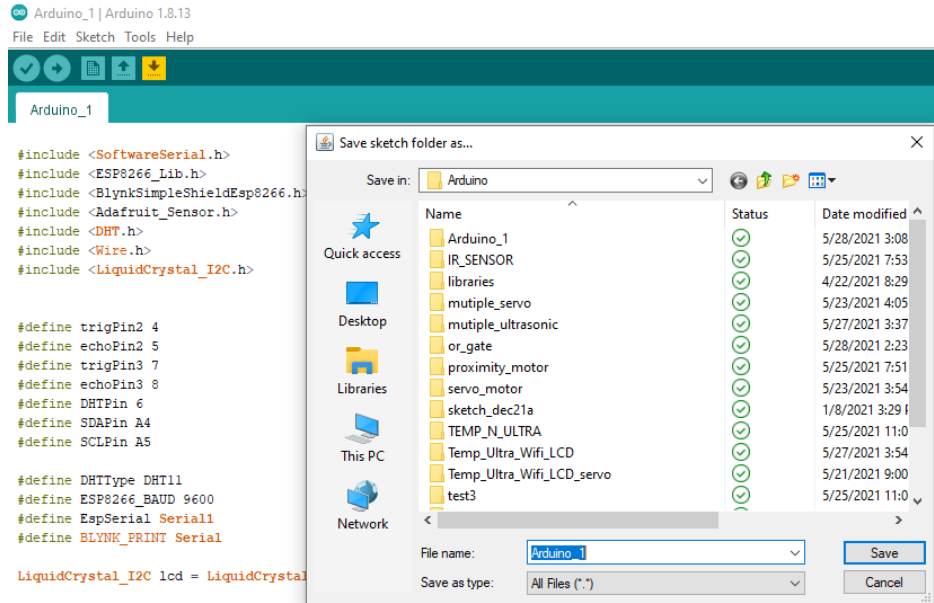 Arduino_1 | Arduino 1.8.13
File Edit Sketch Tools Help
Arduino_1
#include <SoftwareSerial.h>
#include <ESP8266_Lib.h>
#include <BlynkSimpleShieldEsp8266.h>
#include <Adafruit_Sensor.h>
#include <DHT.h>
#include <Wire.h>
#include <LiquidCrystal_I2C.h>
#define trigPin2 4
#define echoPin2 5
#define trigPin3 7
#define echoPin3 8
#define DHTPin 6
#define SDAPin A4
#define SCLPin A5
#define DHTType DHT11
#define ESP8266_BAUD 9600
#define EspSerial Serial1
#define BLYNK_PRINT Serial
LiquidCrystal_I2C lcd = LiquidCrystal
Save sketch folder as...
Save in: Arduino
Quick access
Desktop
Libraries
This PC
Network
Name Status Date modified
Arduino_1 5/28/2021 3:08
IR_SENSOR 5/25/2021 7:53
libraries 4/22/2021 8:29
mutiple_servo 5/23/2021 4:05
mutiple_ultrasonic 5/27/2021 3:37
or_gate 5/28/2021 2:23
proximity_motor 5/25/2021 7:51
servo_motor 5/23/2021 3:54
sketch_dec21a 1/8/2021 3:29
TEMP_N_ULTRA 5/25/2021 11:0
Temp_Ultra_Wifi_LCD 5/27/2021 3:54
Temp_Ultra_Wifi_LCD_servo 5/21/2021 9:00
test3 5/25/2021 11:0
File name: Arduino_1 Save
Save as type: All Files (*.*) Cancel